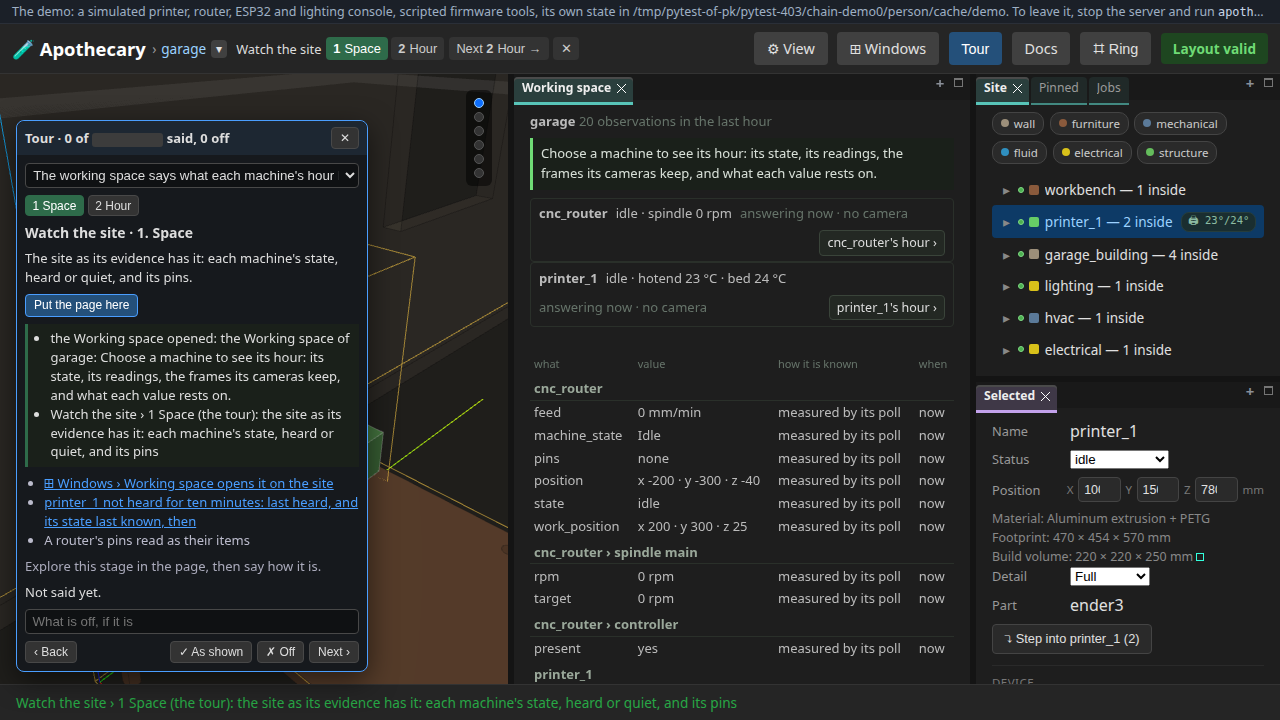 The demo: a simulated printer, router, ESP32 and lighting console, scripted firmware tools, its own state in /tmp/pytest-of-pk/pytest-403/chain-demo0/person/cache/demo. To leave it, stop the server and run apoth...
Apothecary › garage ▾ Watch the site 1 Space 2 Hour Next 2 Hour → ✕ ⚙ View ⊞ Windows Tour Docs ⌗ Ring Layout valid
Tour · 0 of said, 0 off ✕
The working space says what each machine's hour
1 Space 2 Hour
Watch the site · 1. Space
The site as its evidence has it: each machine's state,
heard or quiet, and its pins.
Put the page here
the Working space opened: the Working space of
garage: Choose a machine to see its hour: its
state, its readings, the frames its cameras keep,
and what each value rests on.
Watch the site › 1 Space (the tour): the site as its
evidence has it: each machine's state, heard or
quiet, and its pins
⊞ Windows › Working space opens it on the site
printer_1 not heard for ten minutes: last heard, and
its state last known, then
A router's pins read as their items
Explore this stage in the page, then say how it is.
Not said yet.
What is off, if it is
‹ Back ✓ As shown ✗ Off Next ›
Working space
garage 20 observations in the last hour
Choose a machine to see its hour: its state, its readings, the
frames its cameras keep, and what each value rests on.
cnc_router idle · spindle 0 rpm answering now · no camera
cnc_router's hour ›
printer_1 idle · hotend 23 °C · bed 24 °C
answering now · no camera printer_1's hour ›
what value how it is known when
cnc_router
feed 0 mm/min measured by its poll now
machine_state Idle measured by its poll now
pins none measured by its poll now
position x -200 · y -300 · z -40 measured by its poll now
state idle measured by its poll now
work_position x 200 · y 300 · z 25 measured by its poll now
cnc_router › spindle main
rpm 0 rpm measured by its poll now
target 0 rpm measured by its poll now
cnc_router › controller
present yes measured by its poll now
printer_1
Site Pinned Jobs
wall furniture mechanical
fluid electrical structure
workbench — 1 inside
printer_1 — 2 inside 23°/24°
garage_building — 4 inside
lighting — 1 inside
hvac — 1 inside
electrical — 1 inside
Selected
Name printer_1
Status idle
Position X Y Z mm
Material: Aluminum extrusion + PETG
Footprint: 470 × 454 × 570 mm
Build volume: 220 × 220 × 250 mm
Detail Full
Part ender3
Step into printer_1 (2)
Watch the site › 1 Space (the tour): the site as its evidence has it: each machine's state, heard or quiet, and its pins